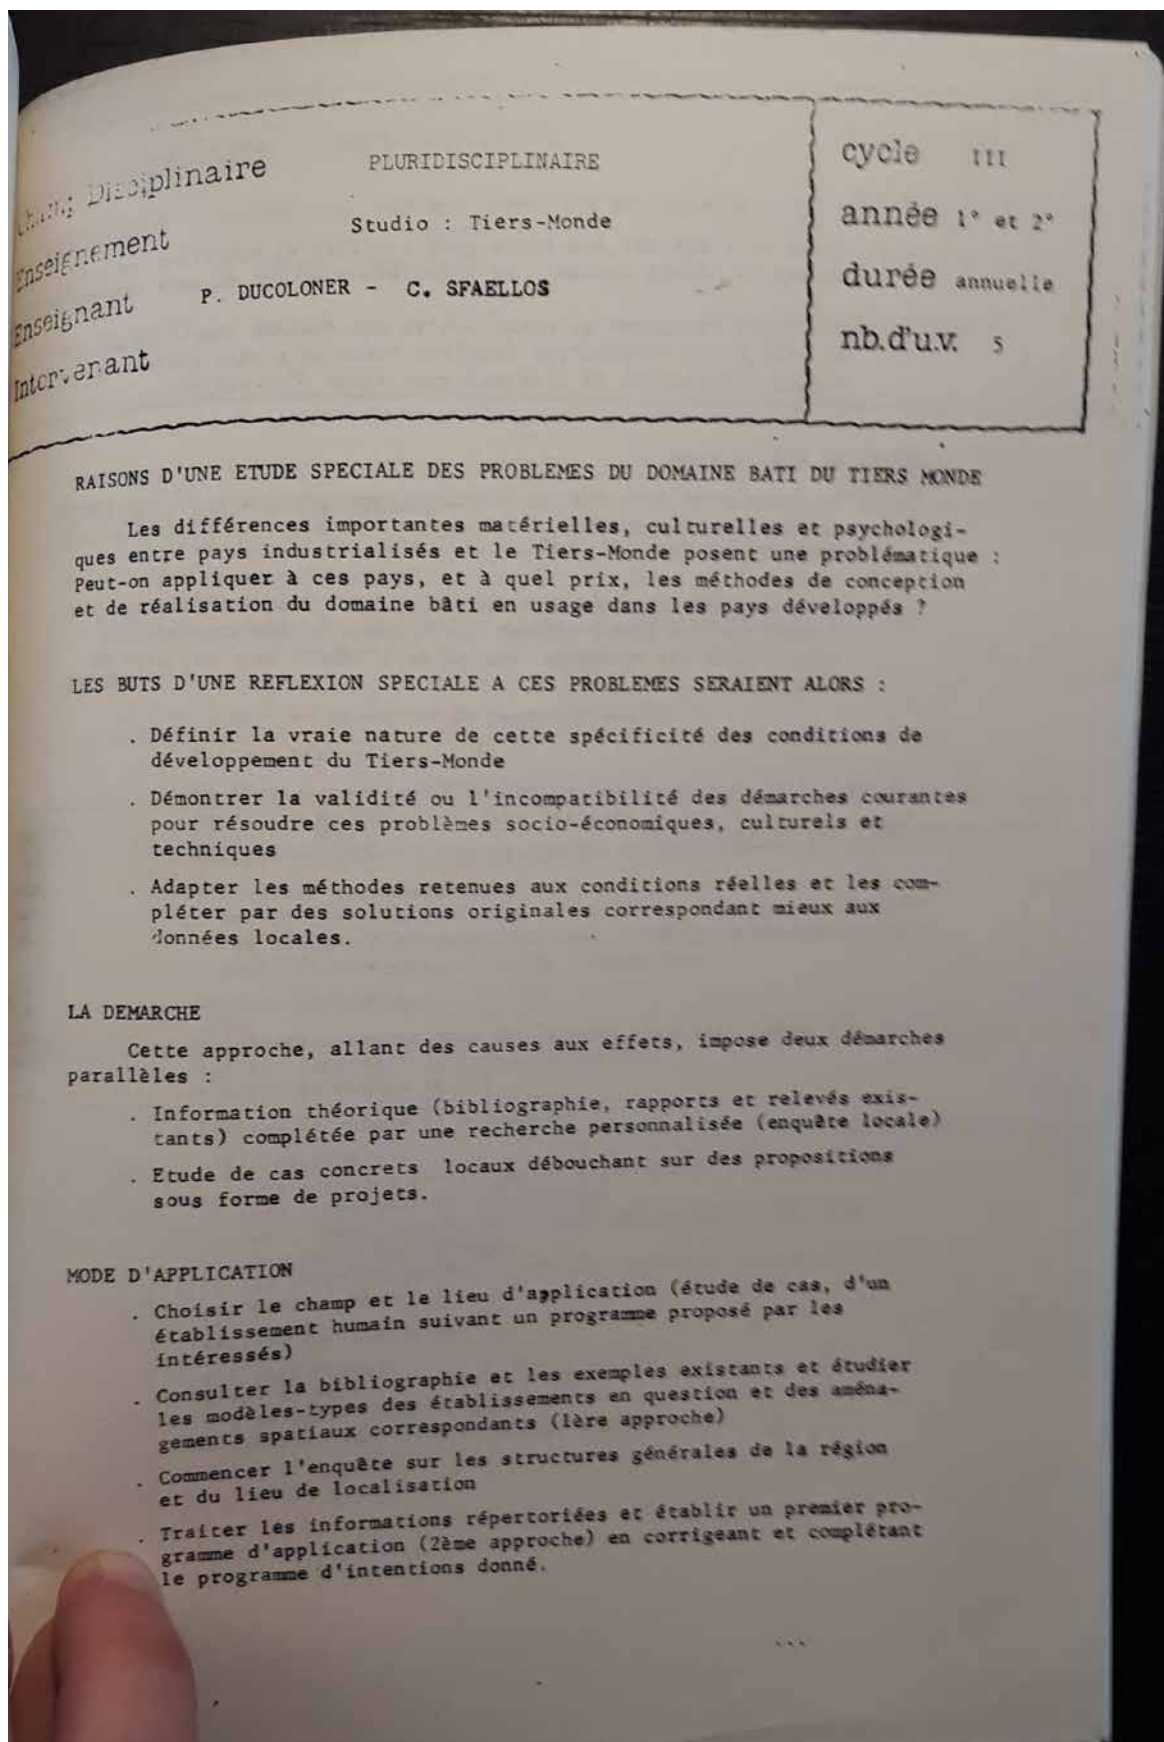 Champ Disciplinaire PLURIDISCIPLINAIRE
Enseignement Studio : Tiers-Monde
Enseignant P. DUCOLONER - C. SFAELLOS
Intervenant
cycle III
année 1° et 2°
durée annuelle
nb.d'u.v. 5
RAISONS D'UNE ETUDE SPECIALE DES PROBLEMES DU DOMAINE BATI DU TIERS MONDE
Les différences importantes matérielles, culturelles et psychologi-
ques entre pays industrialisés et le Tiers-Monde posent une problématique :
Peut-on appliquer à ces pays, et à quel prix, les méthodes de conception
et de réalisation du domaine bâti en usage dans les pays développés ?
LES BUTS D'UNE REFLEXION SPECIALE A CES PROBLEMES SERAIENT ALORS :
. Définir la vraie nature de cette spécificité des conditions de
développement du Tiers-Monde
. Démontrer la validité ou l'incompatibilité des démarches courantes
pour résoudre ces problèmes socio-économiques, culturels et
techniques
. Adapter les méthodes retenues aux conditions réelles et les com-
pléter par des solutions originales correspondant mieux aux
données locales.
LA DEMARCHE
Cette approche, allant des causes aux effets, impose deux démarches
parallèles :
. Information théorique (bibliographie, rapports et relevés exis-
tants) complétée par une recherche personnalisée (enquête locale)
. Etude de cas concrets locaux débouchant sur des propositions
sous forme de projets.
MODE D'APPLICATION
. Choisir le champ et le lieu d'application (étude de cas, d'un
établissement humain suivant un programme proposé par les
intéressés)
. Consulter la bibliographie et les exemples existants et étudier
les modèles-types des établissements en question et des aména-
gements spatiaux correspondants (1ère approche)
. Commencer l'enquête sur les structures générales de la région
et du lieu de localisation
. Traiter les informations répertoriées et établir un premier pro-
gramme d'application (2ème approche) en corrigeant et complétant
le programme d'intentions donné.
...